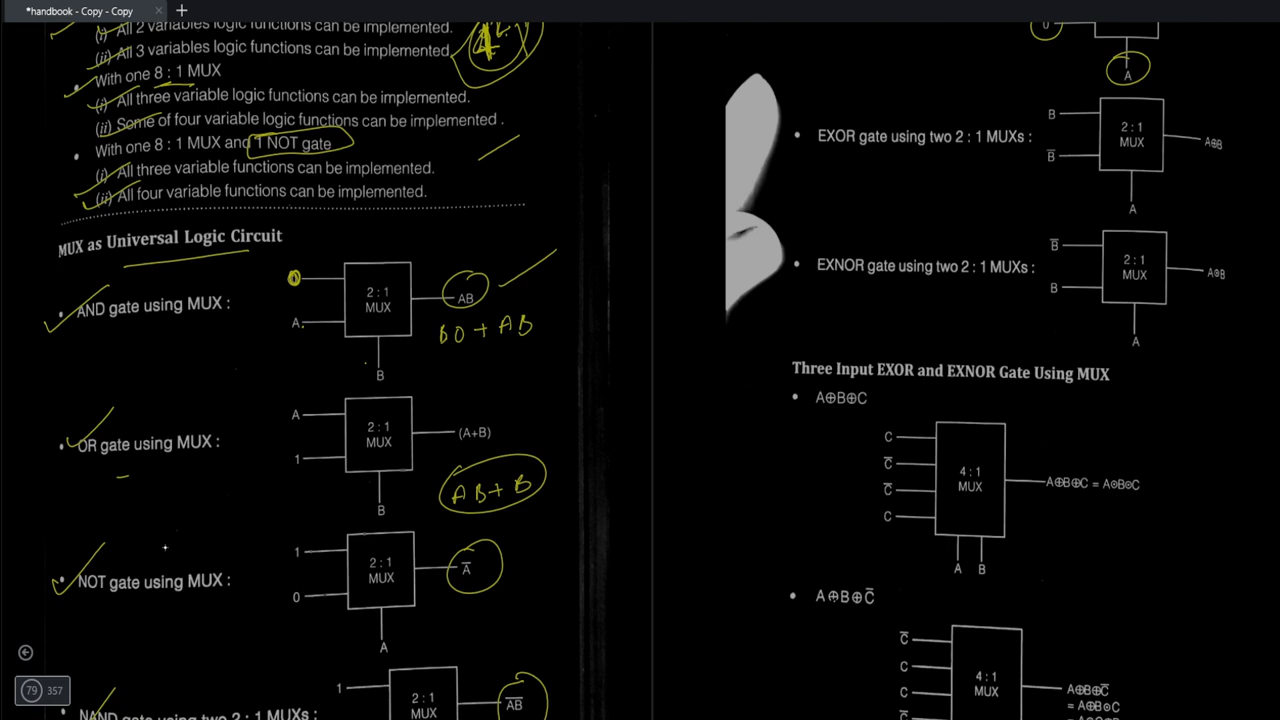 *handbook - Copy - Copy
(i) All 2 variables logic functions can be implemented.
(ii) All 3 variables logic functions can be implemented.
• With one 8 : 1 MUX
(i) All three variable logic functions can be implemented.
(ii) Some of four variable logic functions can be implemented .
• With one 8 : 1 MUX and 1 NOT gate
(i) All three variable functions can be implemented.
(ii) All four variable functions can be implemented.
MUX as Universal Logic Circuit
• AND gate using MUX :
0
A
2 : 1
MUX
AB
B
B0 + AB
• OR gate using MUX :
A
1
2 : 1
MUX
(A+B)
B
AB + B
• NOT gate using MUX :
1
0
2 : 1
MUX
A̅
A
• NAND gate using two 2 : 1 MUXs :
1
2 : 1
MUX
A̅B̅
79 357
0
A
• EXOR gate using two 2 : 1 MUXs :
B
B̅
2 : 1
MUX
A⊕B
A
• EXNOR gate using two 2 : 1 MUXs :
B̅
B
2 : 1
MUX
A⊙B
A
Three Input EXOR and EXNOR Gate Using MUX
• A⊕B⊕C
C
C̅
C̅
C
4 : 1
MUX
A⊕B⊕C = A⊙B⊙C
A B
• A⊕B⊕C̅
C̅
C
C
C̅
4 : 1
MUX
A⊕B⊕C̅
= A⊕B⊙C